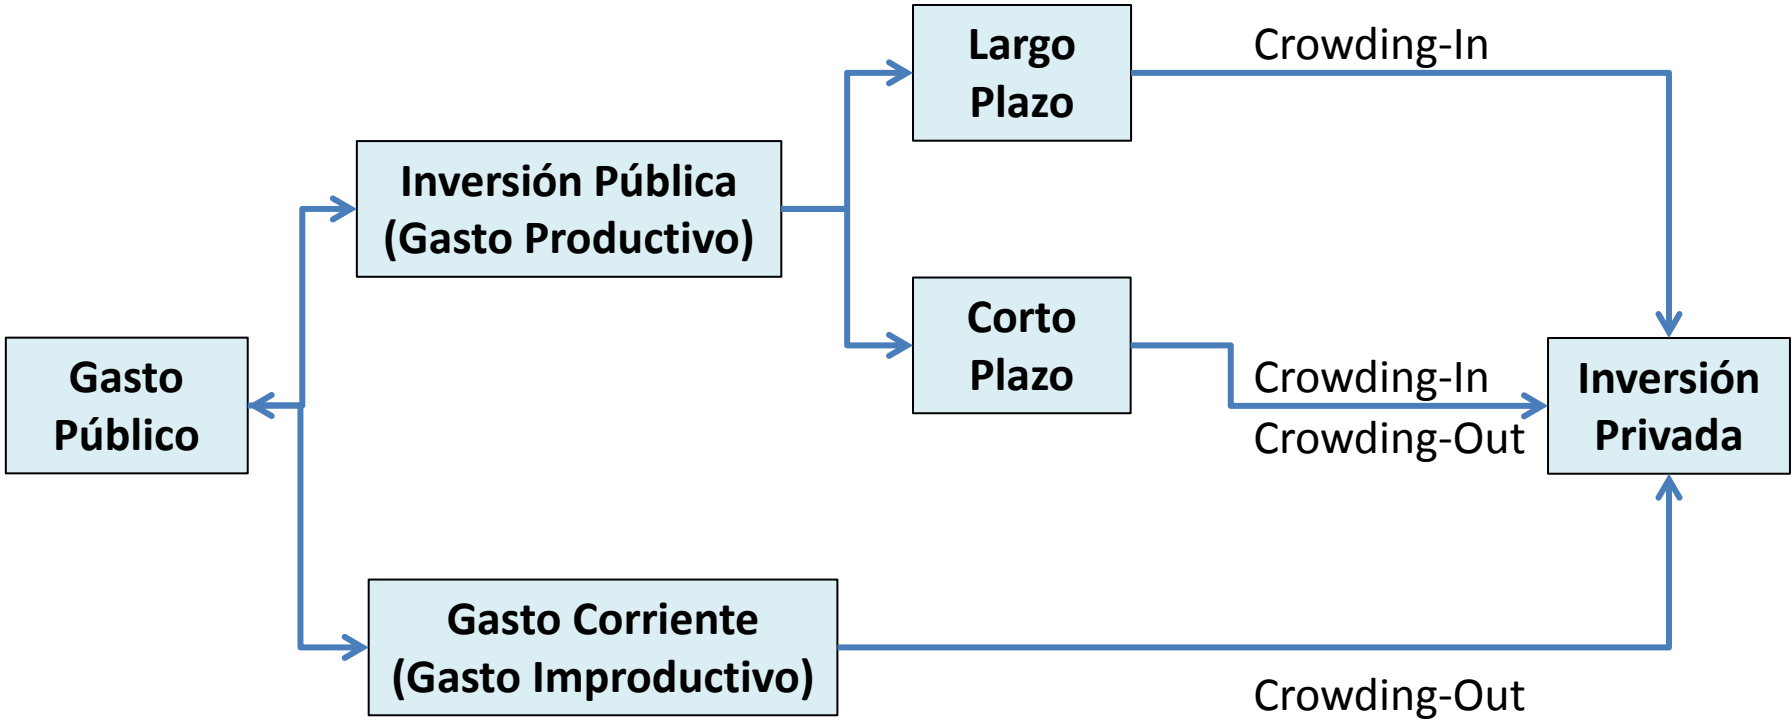 Largo
Plazo
Crowding-In
Inversión Pública
(Gasto Productivo)
Corto
Plazo
Gasto
Público
Crowding-In
Crowding-Out
Inversión
Privada
Gasto Corriente
(Gasto Improductivo)
Crowding-Out